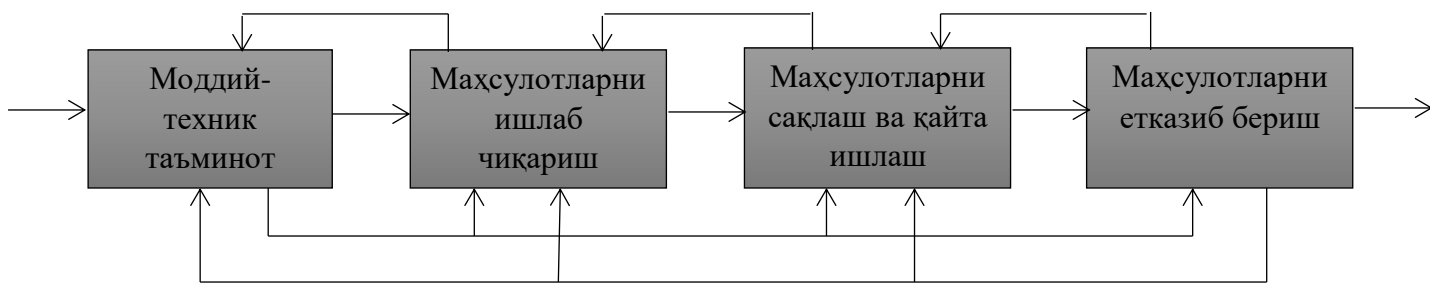 Моддий-
техник
таъминот
Маҳсулотларни
ишлаб
чиқариш
Маҳсулотларни
сақлаш ва қайта
ишлаш
Маҳсулотларни
етказиб бериш